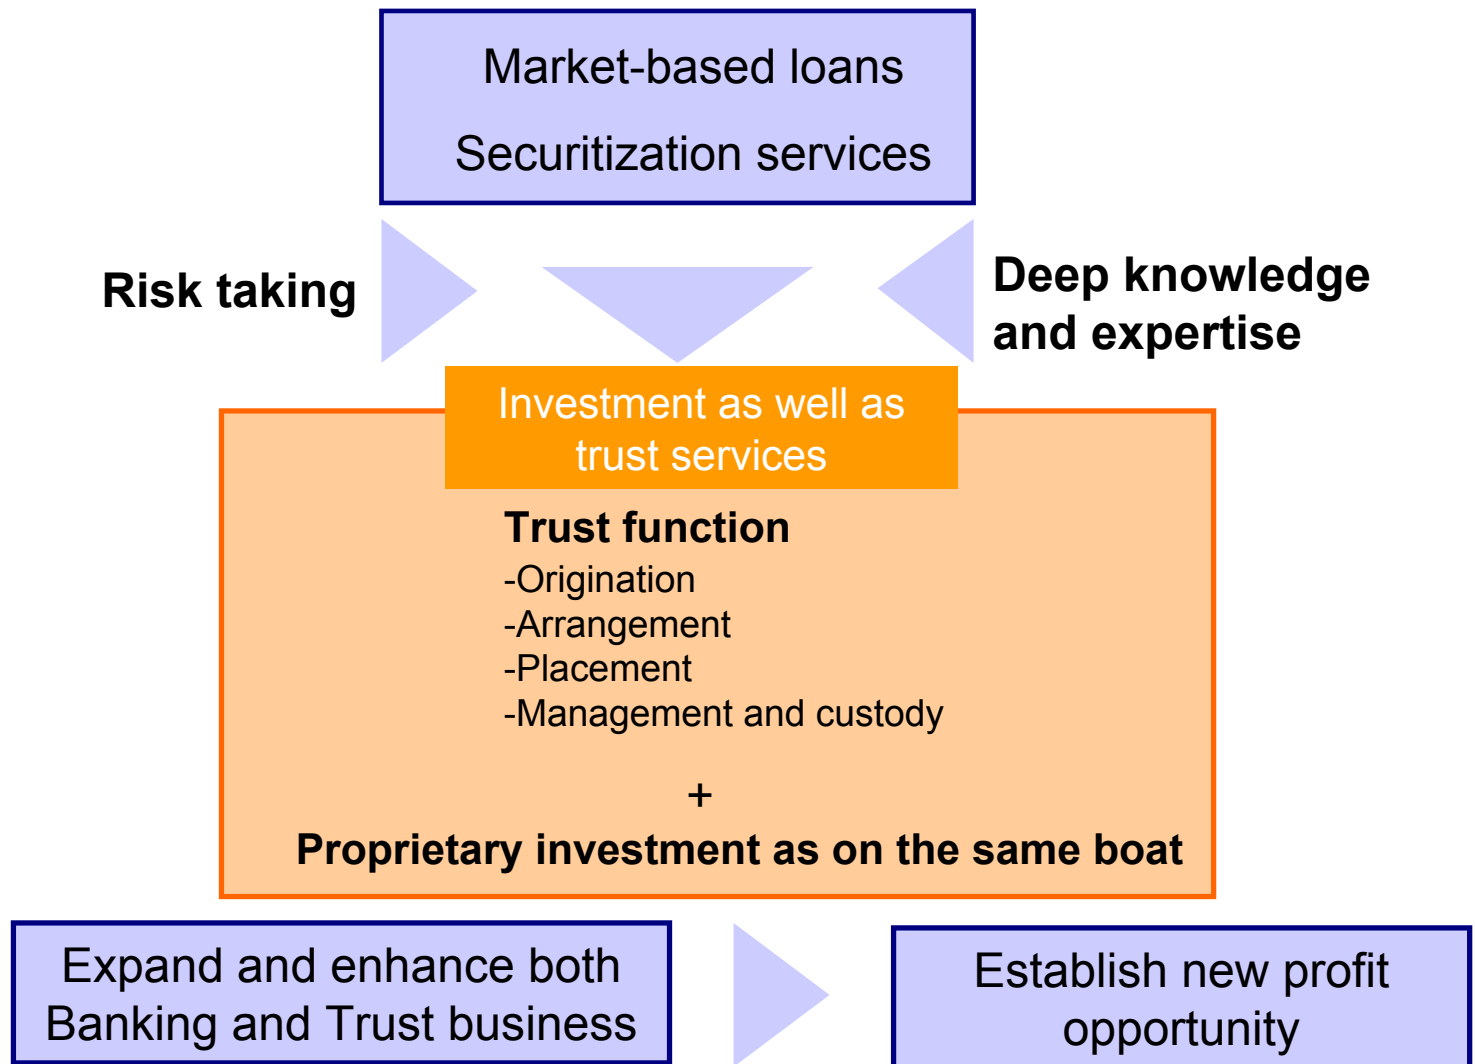 Market-based loans
Securitization services
Risk taking
Deep knowledge
and expertise
Investment as well as
trust services
Trust function
-Origination
-Arrangement
-Placement
-Management and custody
+
Proprietary investment as on the same boat
Expand and enhance both
Banking and Trust business
Establish new profit
opportunity